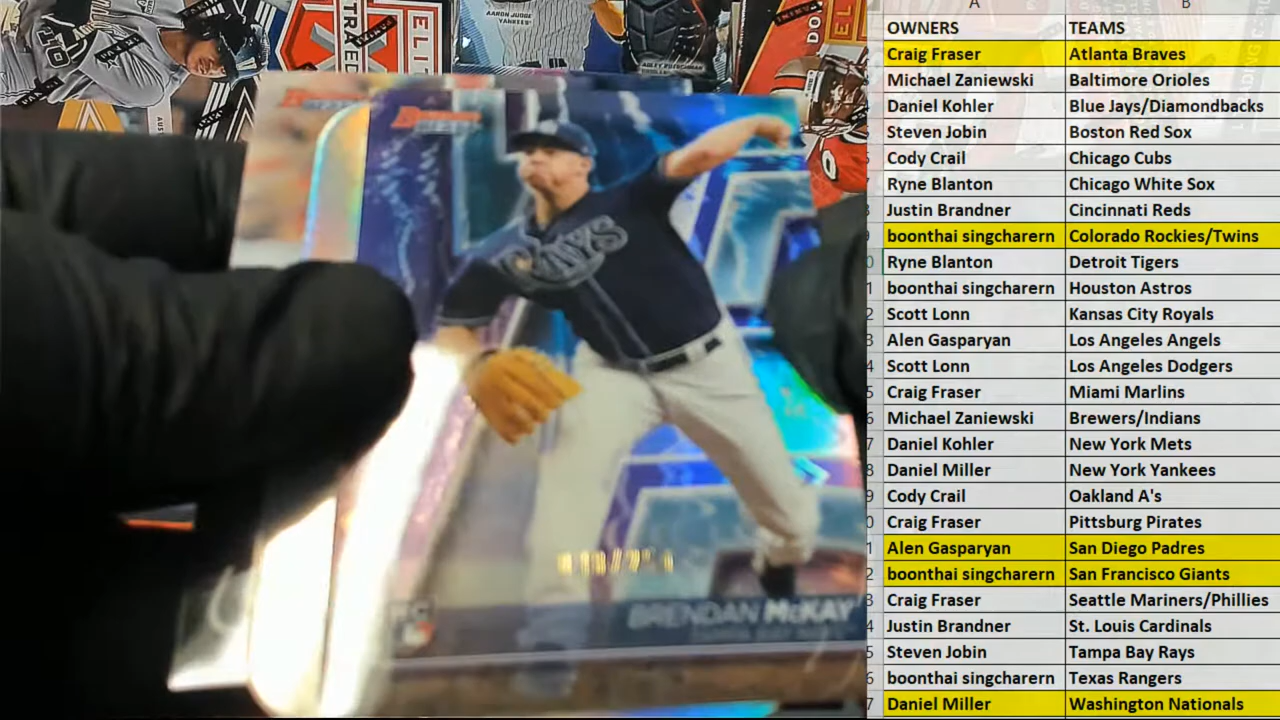 AARON JUDGE
YANKEES
ELIT
TRAE
Bowman's
RAYS
BRENDAN McKAY
RC
A B
OWNERS TEAMS
Craig Fraser Atlanta Braves
Michael Zaniewski Baltimore Orioles
Daniel Kohler Blue Jays/Diamondbacks
Steven Jobin Boston Red Sox
Cody Crail Chicago Cubs
Ryne Blanton Chicago White Sox
Justin Brandner Cincinnati Reds
boonthai singcharern Colorado Rockies/Twins
Ryne Blanton Detroit Tigers
boonthai singcharern Houston Astros
Scott Lonn Kansas City Royals
Alen Gasparyan Los Angeles Angels
Scott Lonn Los Angeles Dodgers
Craig Fraser Miami Marlins
Michael Zaniewski Brewers/Indians
Daniel Kohler New York Mets
Daniel Miller New York Yankees
Cody Crail Oakland A's
Craig Fraser Pittsburg Pirates
Alen Gasparyan San Diego Padres
boonthai singcharern San Francisco Giants
Craig Fraser Seattle Mariners/Phillies
Justin Brandner St. Louis Cardinals
Steven Jobin Tampa Bay Rays
boonthai singcharern Texas Rangers
Daniel Miller Washington Nationals